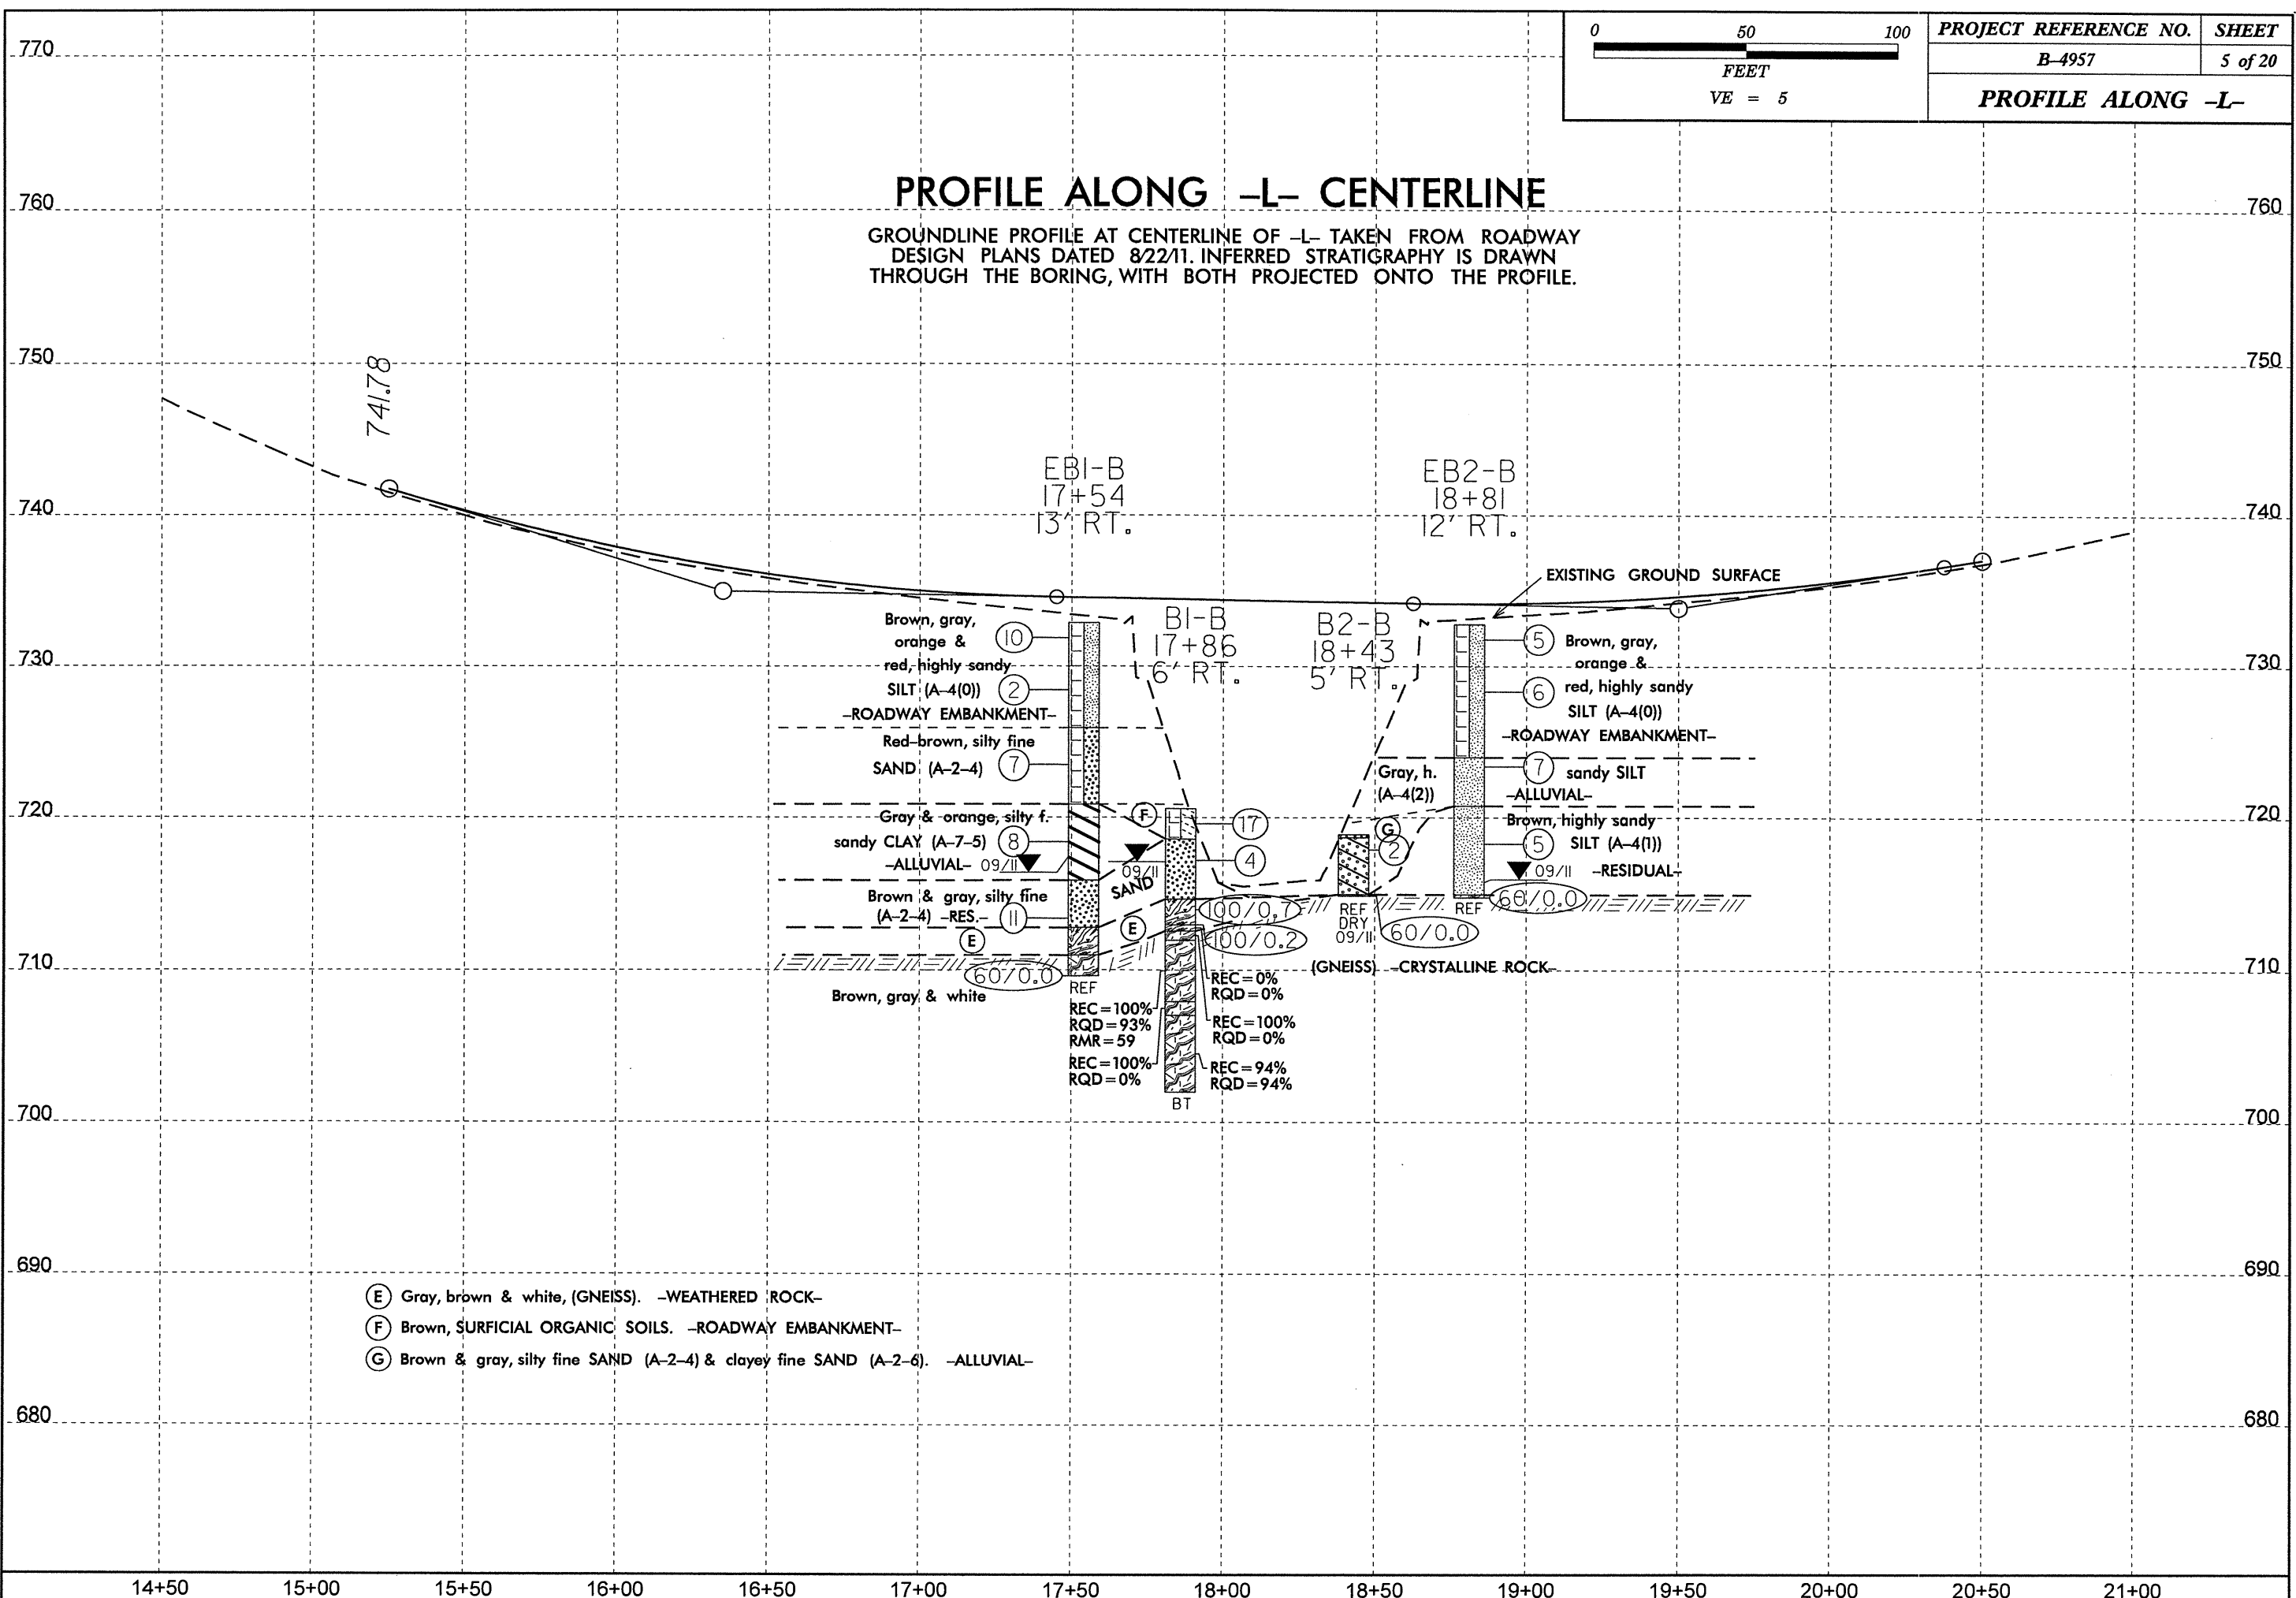 0 50 100
FEET
VE = 5
PROJECT REFERENCE NO. SHEET
B-4957 5 of 20
PROFILE ALONG -L-
770
760 760
750 750
740 740
730 730
720 720
710 710
700 700
690 690
680 680
PROFILE ALONG -L- CENTERLINE
GROUNDLINE PROFILE AT CENTERLINE OF -L- TAKEN FROM ROADWAY
DESIGN PLANS DATED 8/22/11. INFERRED STRATIGRAPHY IS DRAWN
THROUGH THE BORING, WITH BOTH PROJECTED ONTO THE PROFILE.
741.78
EB1-B
17+54
13' RT.
EB2-B
18+81
12' RT.
EXISTING GROUND SURFACE
B1-B
17+86
6' RT.
B2-B
18+43
5' RT.
Brown, gray,
orange &
red, highly sandy
SILT (A-4(0))
-ROADWAY EMBANKMENT-
10
2
Red-brown, silty fine
SAND (A-2-4)
7
Gray & orange, silty f.
sandy CLAY (A-7-5)
8
-ALLUVIAL- 09/11
Brown & gray, silty fine
(A-2-4) -RES.-
11
SAND
E
E
60/0.0
REF
Brown, gray & white
F
17
4
09/11
100/0.7
100/0.2
REC=0%
RQD=0%
REC=100%
RQD=93%
RMR=59
REC=100%
RQD=0%
REC=100%
RQD=0%
REC=94%
RQD=94%
BT
Gray, h.
(A-4(2))
G
2
REF
DRY
09/11
60/0.0
(GNEISS) -CRYSTALLINE ROCK-
5
Brown, gray,
orange &
6
red, highly sandy
SILT (A-4(0))
-ROADWAY EMBANKMENT-
7
sandy SILT
-ALLUVIAL-
Brown, highly sandy
5
SILT (A-4(1))
09/11 -RESIDUAL-
REF
60/0.0
E Gray, brown & white, (GNEISS). -WEATHERED ROCK-
F Brown, SURFICIAL ORGANIC SOILS. -ROADWAY EMBANKMENT-
G Brown & gray, silty fine SAND (A-2-4) & clayey fine SAND (A-2-6). -ALLUVIAL-
14+50 15+00 15+50 16+00 16+50 17+00 17+50 18+00 18+50 19+00 19+50 20+00 20+50 21+00